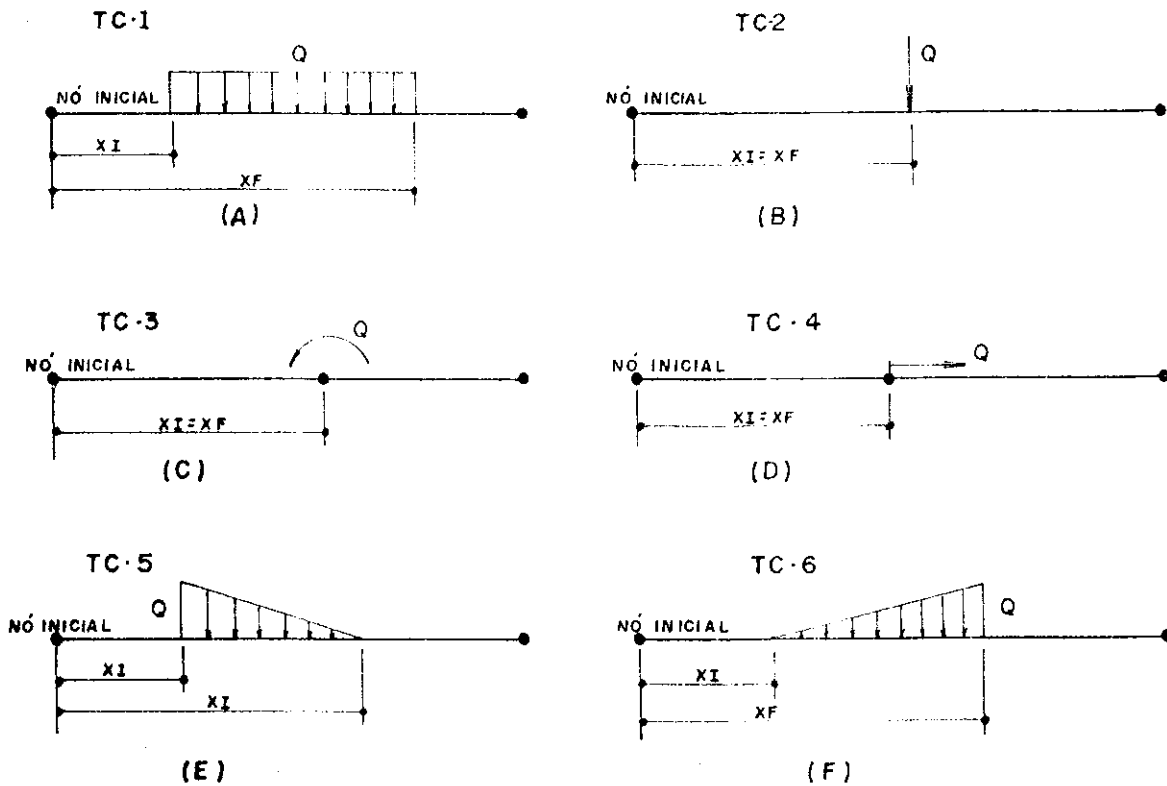 TC·1
Q
NÓ INICIAL
XI
XF
(A)
TC-2
Q
NÓ INICIAL
XI=XF
(B)
TC·3
Q
NÓ INICIAL
XI=XF
(C)
TC·4
Q
NÓ INICIAL
XI=XF
(D)
TC·5
Q
NÓ INICIAL
XI
XI
(E)
TC·6
Q
NÓ INICIAL
XI
XF
(F)